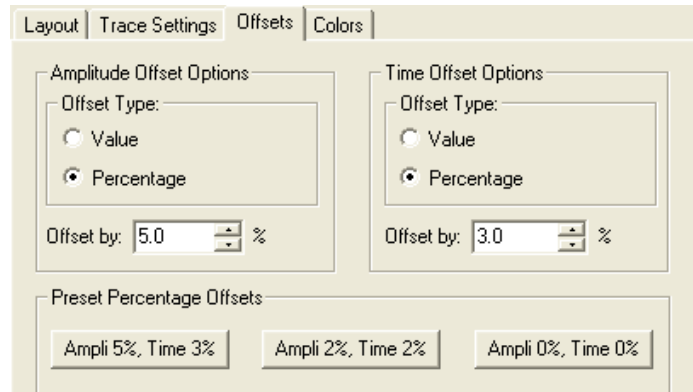 Layout Trace Settings Offsets Colors
Amplitude Offset Options
Offset Type:
Value
Percentage
Offset by: 5.0 %
Time Offset Options
Offset Type:
Value
Percentage
Offset by: 3.0 %
Preset Percentage Offsets
Ampli 5%, Time 3% Ampli 2%, Time 2% Ampli 0%, Time 0%